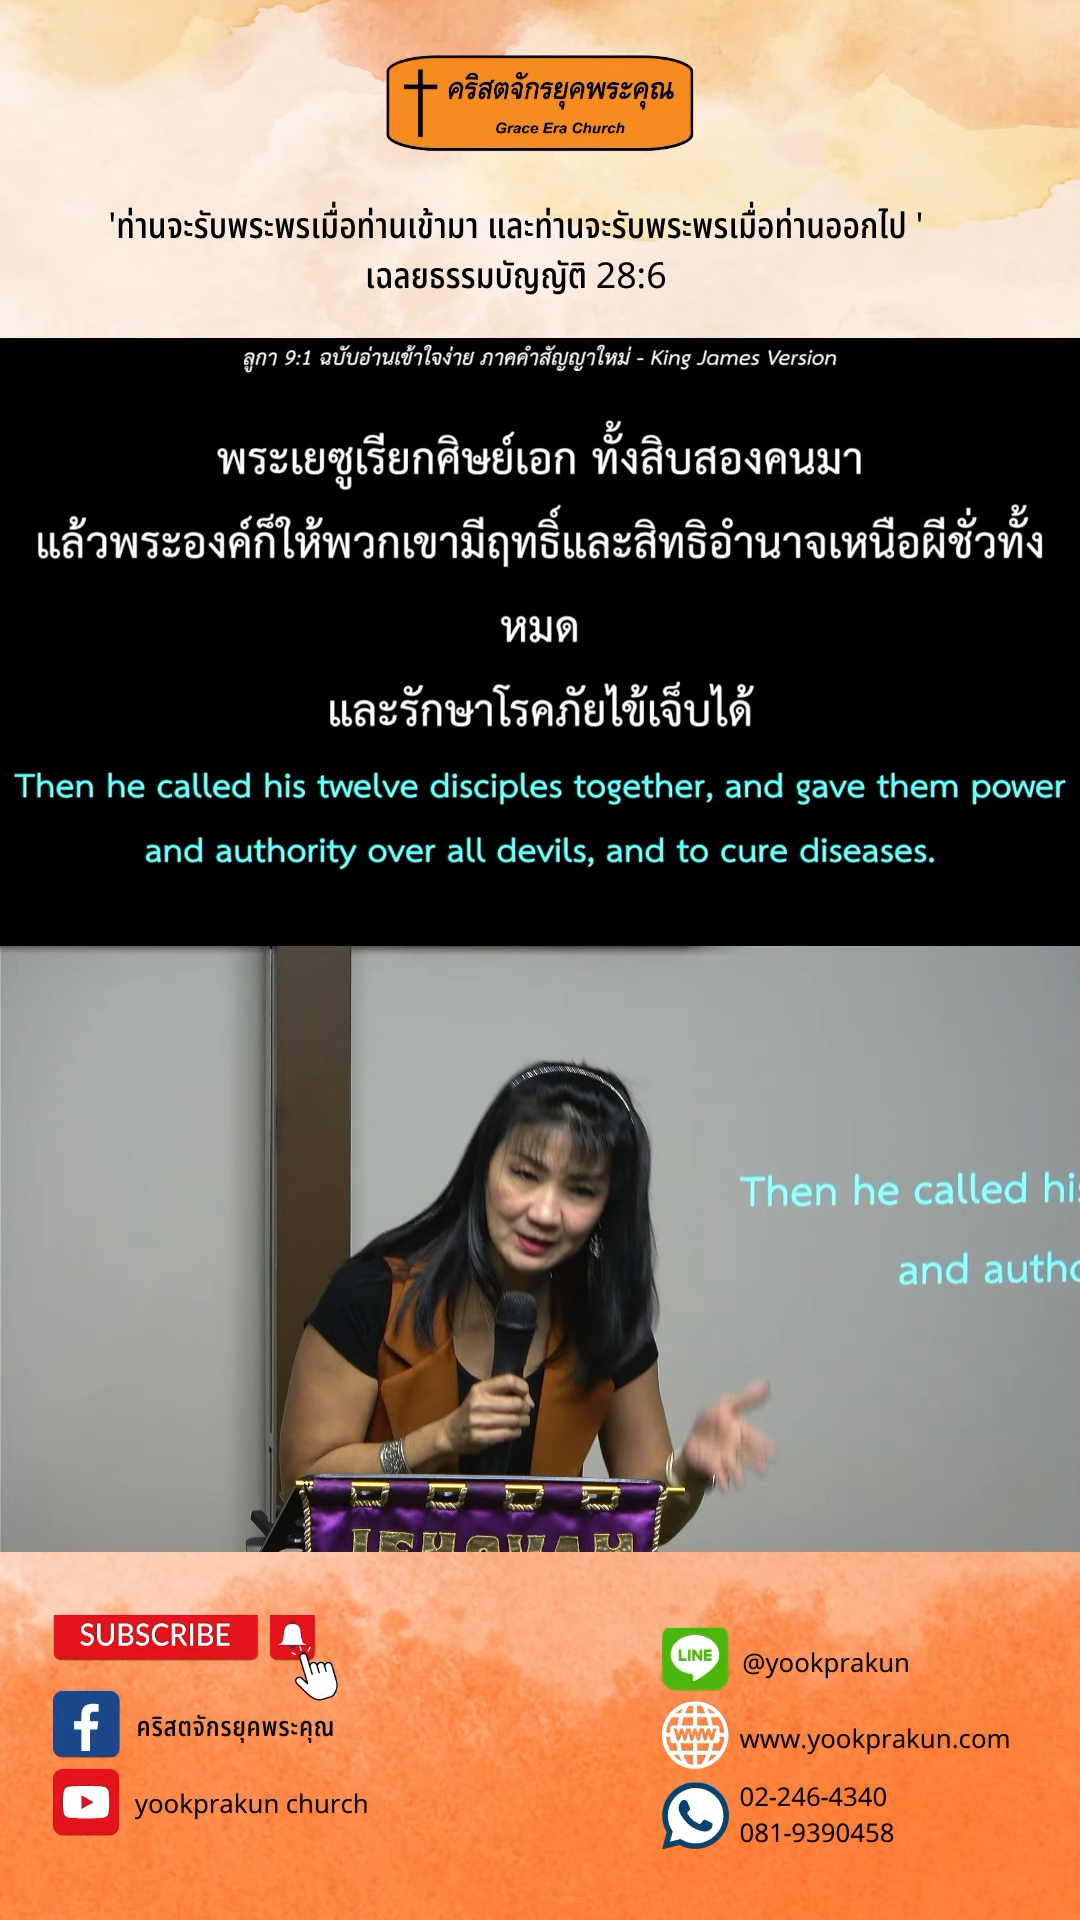 คริสตจักรยุคพระคุณ
Grace Era Church
'ท่านจะรับพระพรเมื่อท่านเข้ามา และท่านจะรับพระพรเมื่อท่านออกไป '
เฉลยธรรมบัญญัติ 28:6
ลูกา 9:1 ฉบับอ่านเข้าใจง่าย ภาคคำสัญญาใหม่ - King James Version
พระเยซูเรียกศิษย์เอก ทั้งสิบสองคนมา
แล้วพระองค์ก็ให้พวกเขามีฤทธิ์และสิทธิอำนาจเหนือผีชั่วทั้ง
หมด
และรักษาโรคภัยไข้เจ็บได้
Then he called his twelve disciples together, and gave them power
and authority over all devils, and to cure diseases.
Then he called his
and autho
JEHOVAH
SUBSCRIBE
คริสตจักรยุคพระคุณ
yookprakun church
LINE
@yookprakun
WWW
www.yookprakun.com
02-246-4340
081-9390458